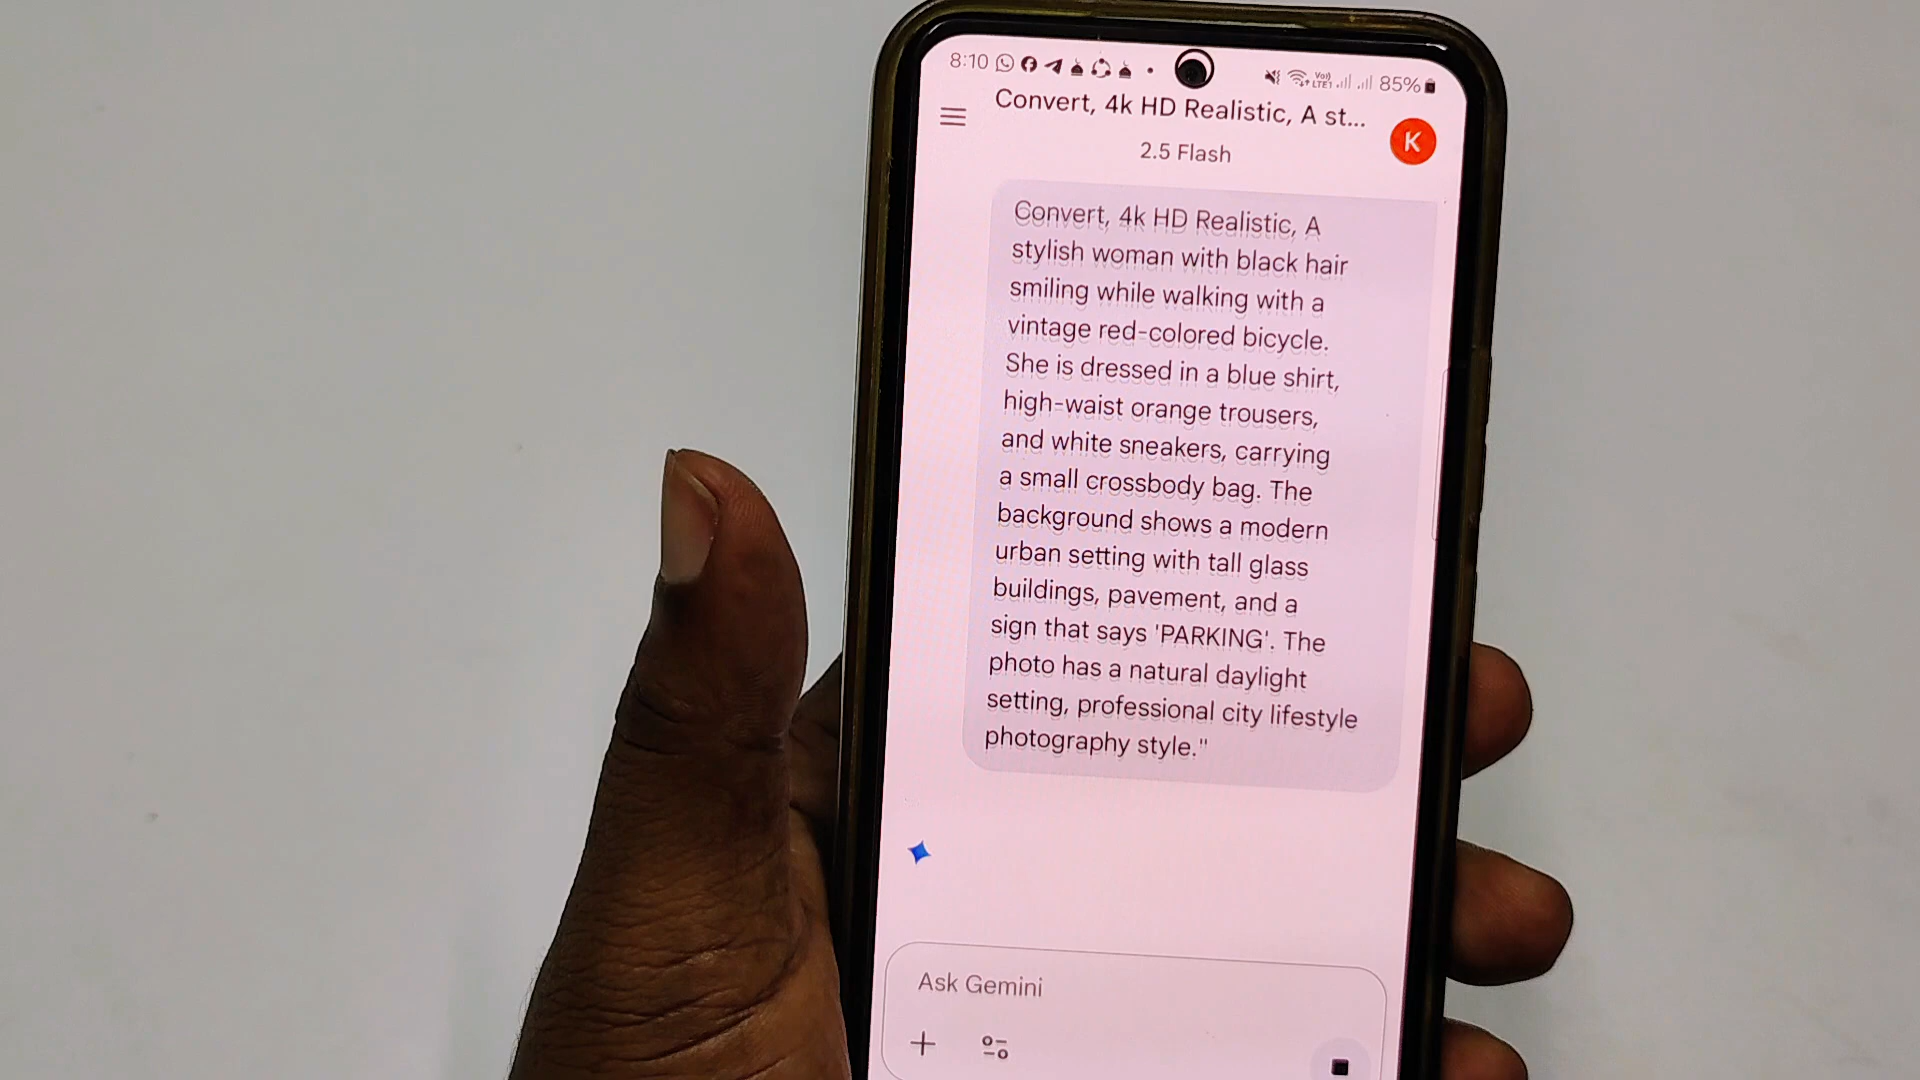 8:10 Vo) LTE1 85%
Convert, 4k HD Realistic, A st...
K
2.5 Flash
Convert, 4k HD Realistic, A
stylish woman with black hair
smiling while walking with a
vintage red-colored bicycle.
She is dressed in a blue shirt,
high-waist orange trousers,
and white sneakers, carrying
a small crossbody bag. The
background shows a modern
urban setting with tall glass
buildings, pavement, and a
sign that says 'PARKING'. The
photo has a natural daylight
setting, professional city lifestyle
photography style."
Ask Gemini